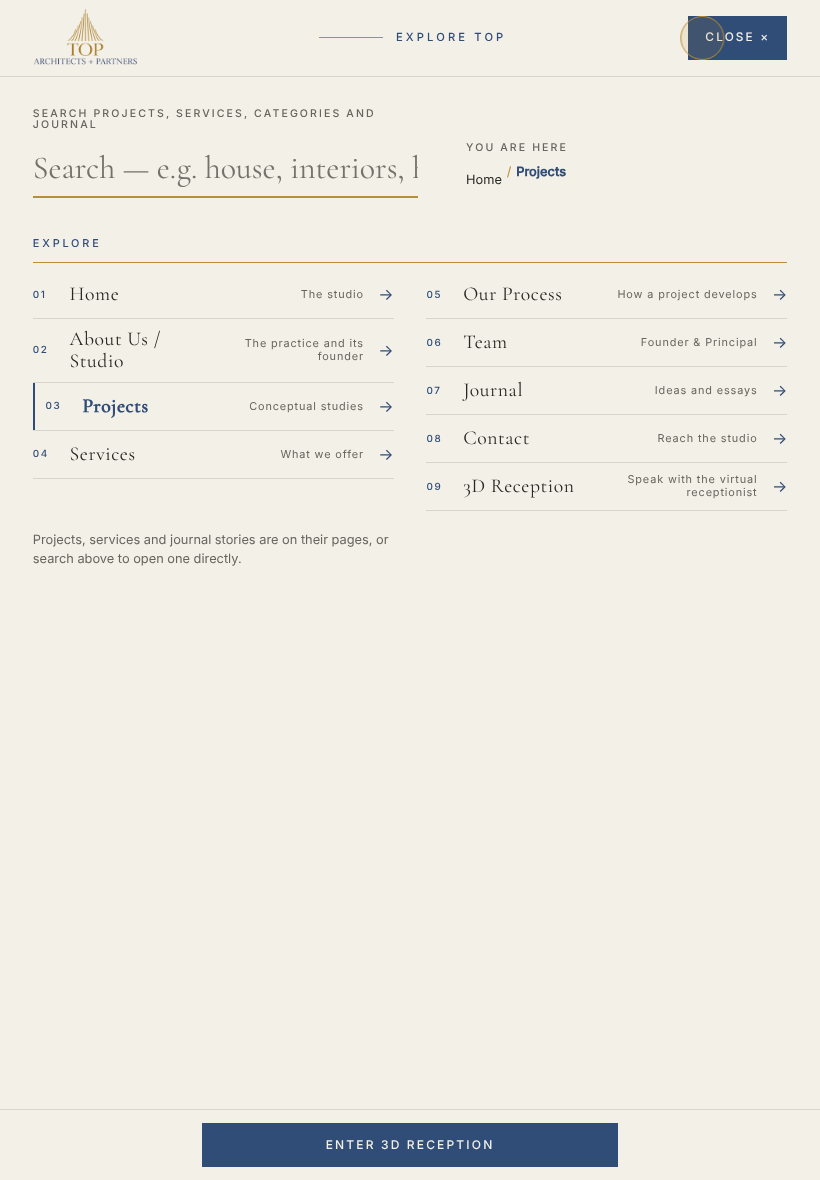 TOP
ARCHITECTS + PARTNERS
EXPLORE TOP
CLOSE ×
SEARCH PROJECTS, SERVICES, CATEGORIES AND
JOURNAL
Search — e.g. house, interiors,
YOU ARE HERE
Home / Projects
EXPLORE
01 Home The studio →
02 About Us /
Studio
The practice and its
founder →
03 Projects Conceptual studies →
04 Services What we offer →
05 Our Process How a project develops →
06 Team Founder & Principal →
07 Journal Ideas and essays →
08 Contact Reach the studio →
09 3D Reception
Speak with the virtual
receptionist →
Projects, services and journal stories are on their pages, or
search above to open one directly.
ENTER 3D RECEPTION